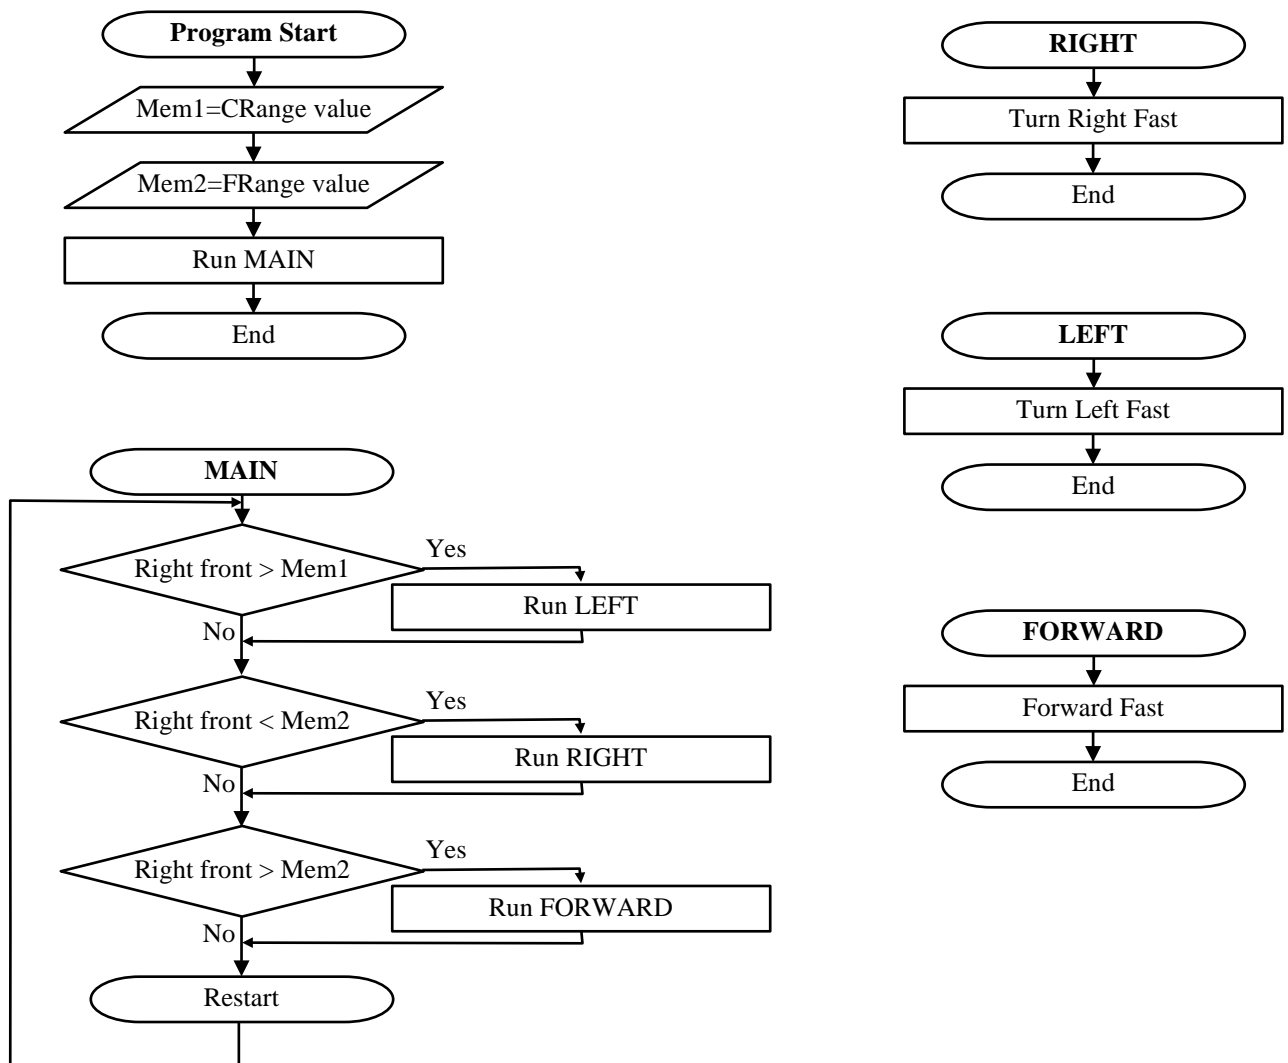 Program Start
Mem1=CRange value
Mem2=FRange value
Run MAIN
End
MAIN
Right front > Mem1
Yes
Run LEFT
No
Right front < Mem2
Yes
Run RIGHT
No
Right front > Mem2
Yes
Run FORWARD
No
Restart
RIGHT
Turn Right Fast
End
LEFT
Turn Left Fast
End
FORWARD
Forward Fast
End